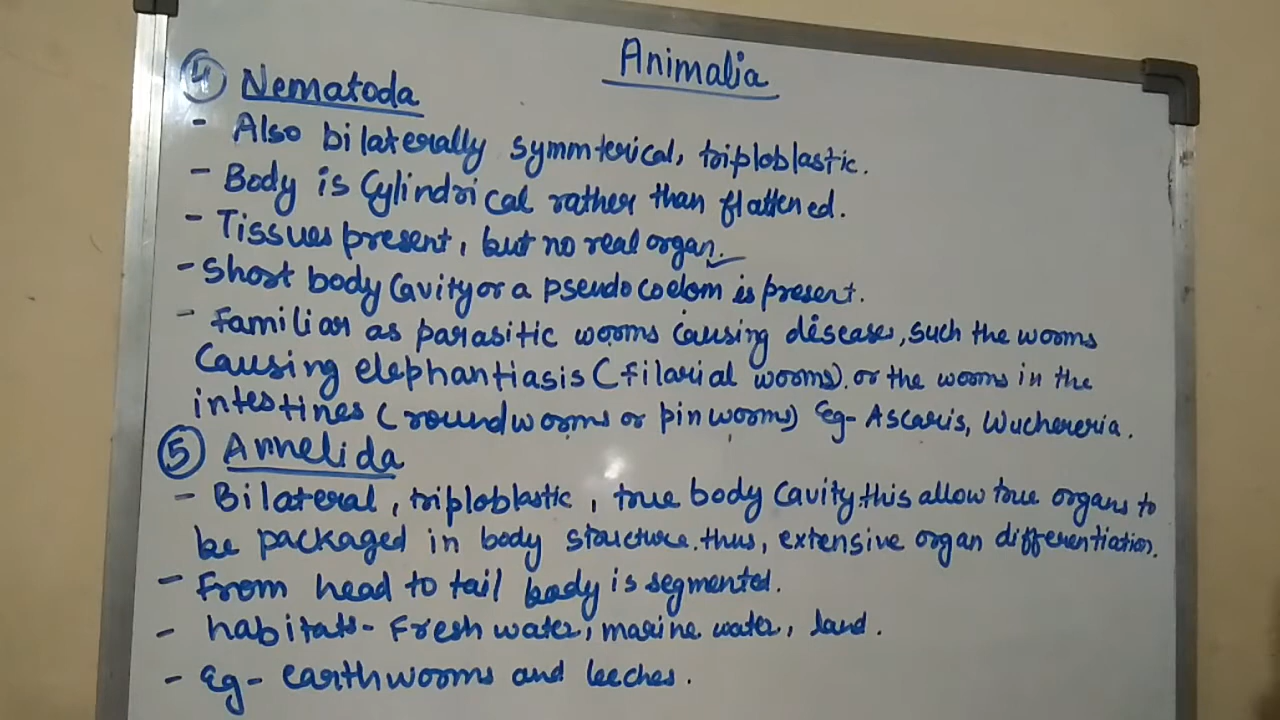 Animalia
④ Nematoda
- Also bilaterally symmterical, triploblastic.
- Body is Cylindrical rather than flattened.
- Tissues present, but no real organ.
- Short body Cavity or a pseudocoelom is present.
- Familiar as parasitic worms causing disease, such the worms
Causing elephantiasis (filarial worms). or the worms in the
intestines (roundworms or pinworms) Eg- Ascaris, Wuchereria.
⑤ Annelida
- Bilateral, triploblastic, true body Cavity. this allow true organs to
be packaged in body structure. thus, extensive organ differentiation.
- From head to tail body is segmented.
- habitats- Fresh water, marine water, land.
- Eg- earthworms and leeches.